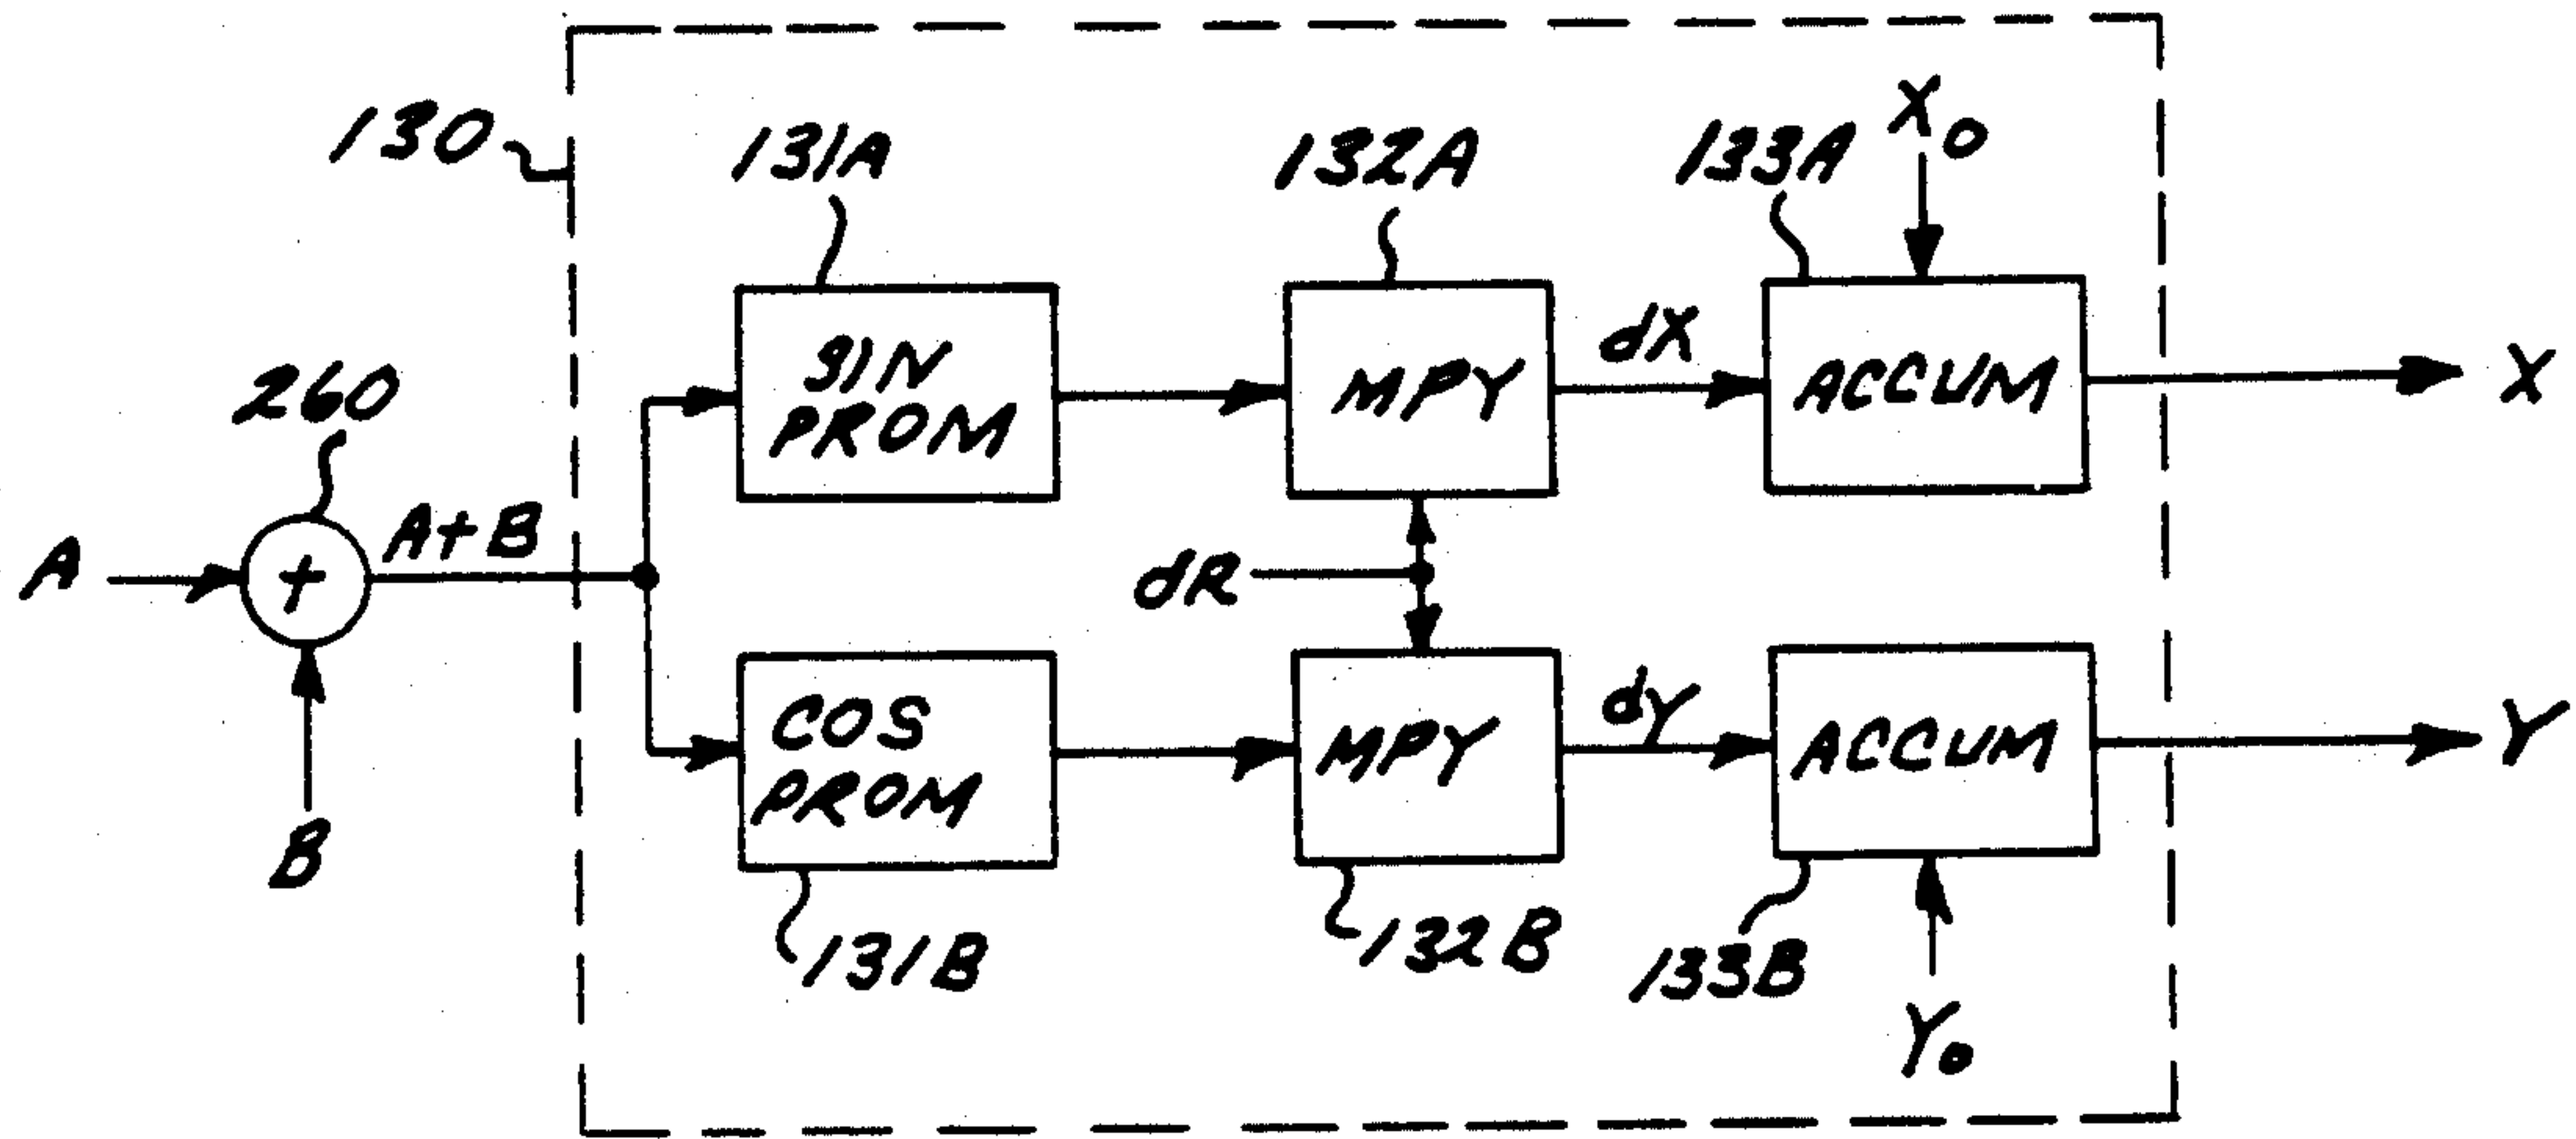 130
131A
132A
133A
X0
SIN
PROM
MPY
dX
ACCUM
X
260
A
+
A+B
B
dR
COS
PROM
MPY
dY
ACCUM
Y
131B
132B
133B
Y0